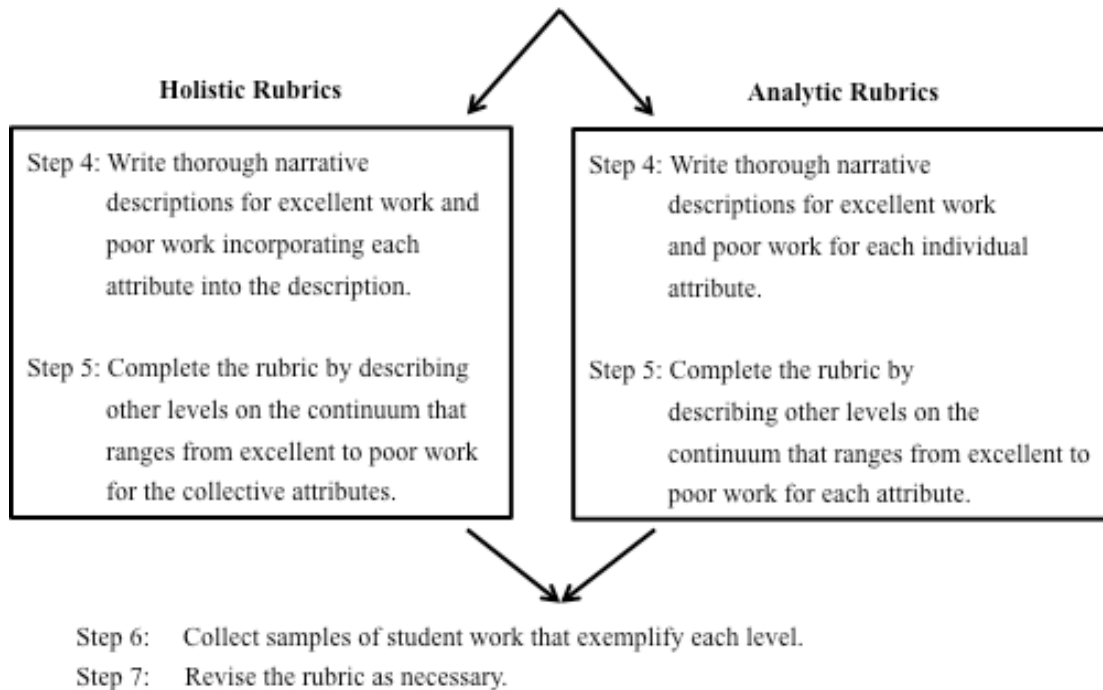 Holistic Rubrics
Step 4: Write thorough narrative
descriptions for excellent work and
poor work incorporating each
attribute into the description.
Step 5: Complete the rubric by describing
other levels on the continuum that
ranges from excellent to poor work
for the collective attributes.
Analytic Rubrics
Step 4: Write thorough narrative
descriptions for excellent work
and poor work for each individual
attribute.
Step 5: Complete the rubric by
describing other levels on the
continuum that ranges from excellent to
poor work for each attribute.
Step 6: Collect samples of student work that exemplify each level.
Step 7: Revise the rubric as necessary.